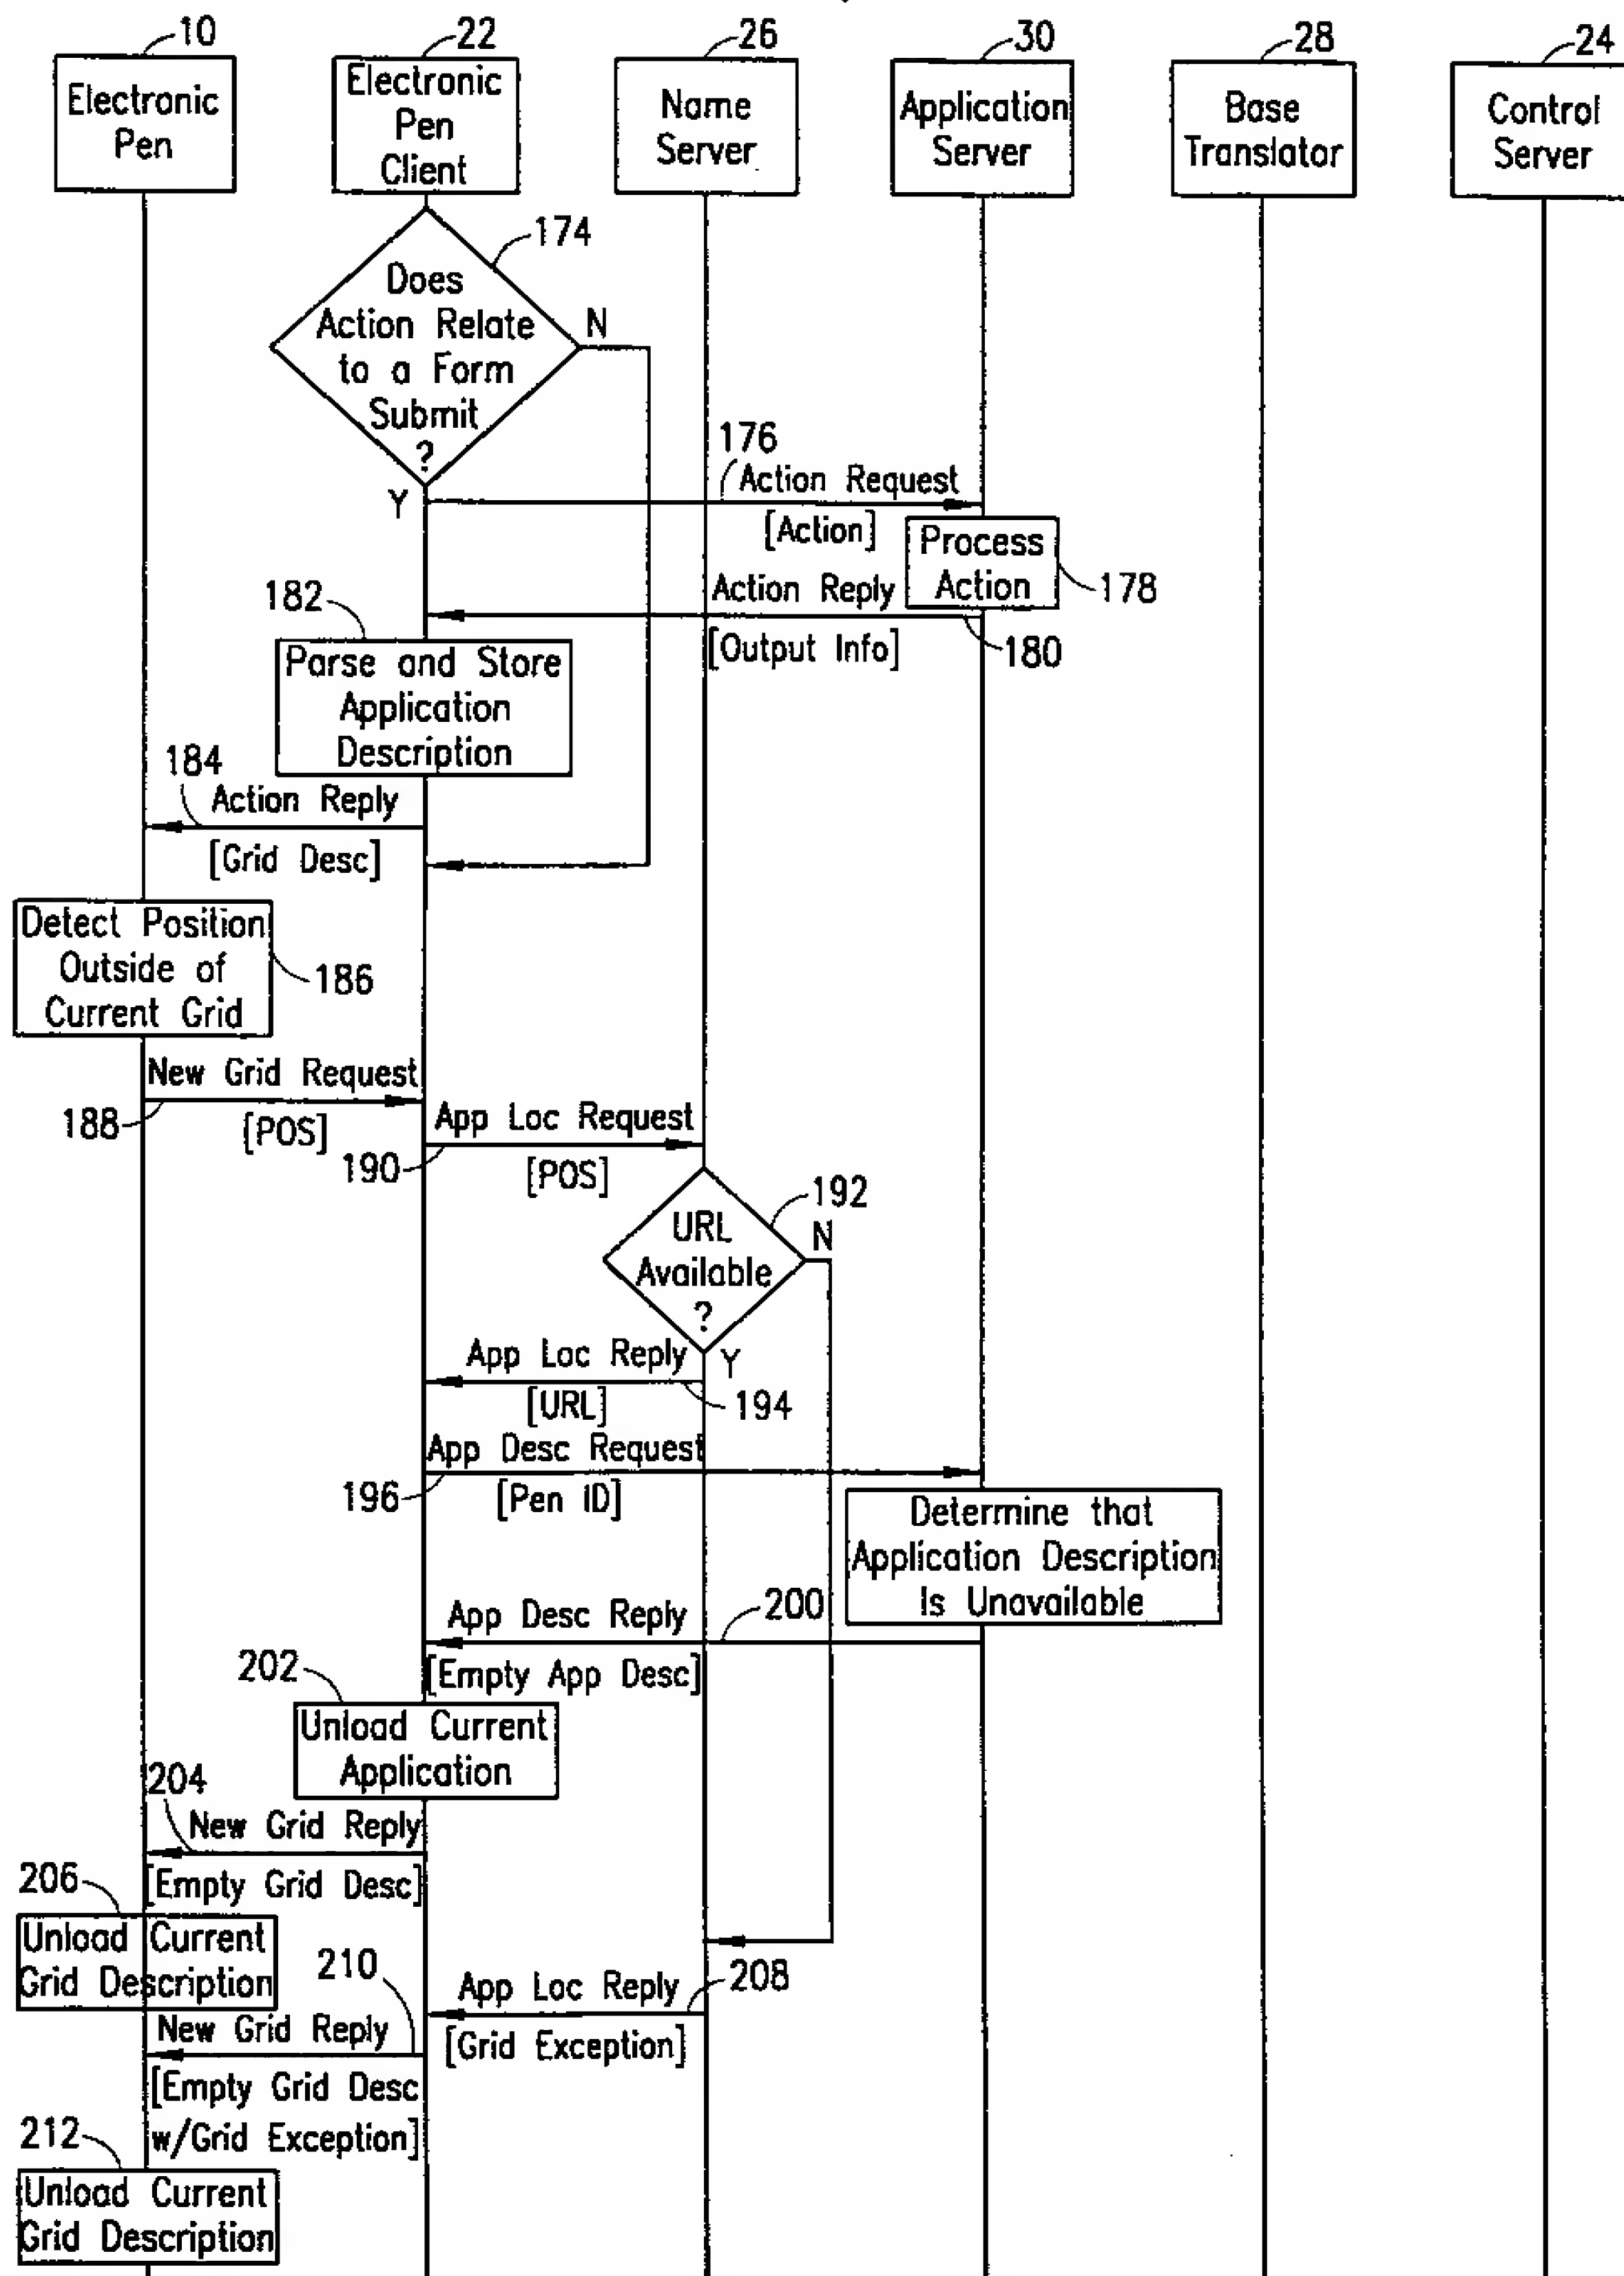 10
22
26
30
28
24
Electronic
Pen
Electronic
Pen
Client
Name
Server
Application
Server
Base
Translator
Control
Server
174
Does
Action Relate
to a Form
Submit
?
N
Y
176
Action Request
[Action]
Process
Action
178
Action Reply
[Output Info]
180
182
Parse and Store
Application
Description
184
Action Reply
[Grid Desc]
Detect Position
Outside of
Current Grid
186
New Grid Request
188
[POS]
App Loc Request
190
[POS]
192
URL
Available
?
N
Y
App Loc Reply
[URL]
194
App Desc Request
196
[Pen ID]
Determine that
Application Description
Is Unavailable
App Desc Reply
200
[Empty App Desc]
202
Unload Current
Application
204
New Grid Reply
[Empty Grid Desc]
206
Unload Current
Grid Description
210
App Loc Reply
208
[Grid Exception]
New Grid Reply
[Empty Grid Desc
w/Grid Exception]
212
Unload Current
Grid Description